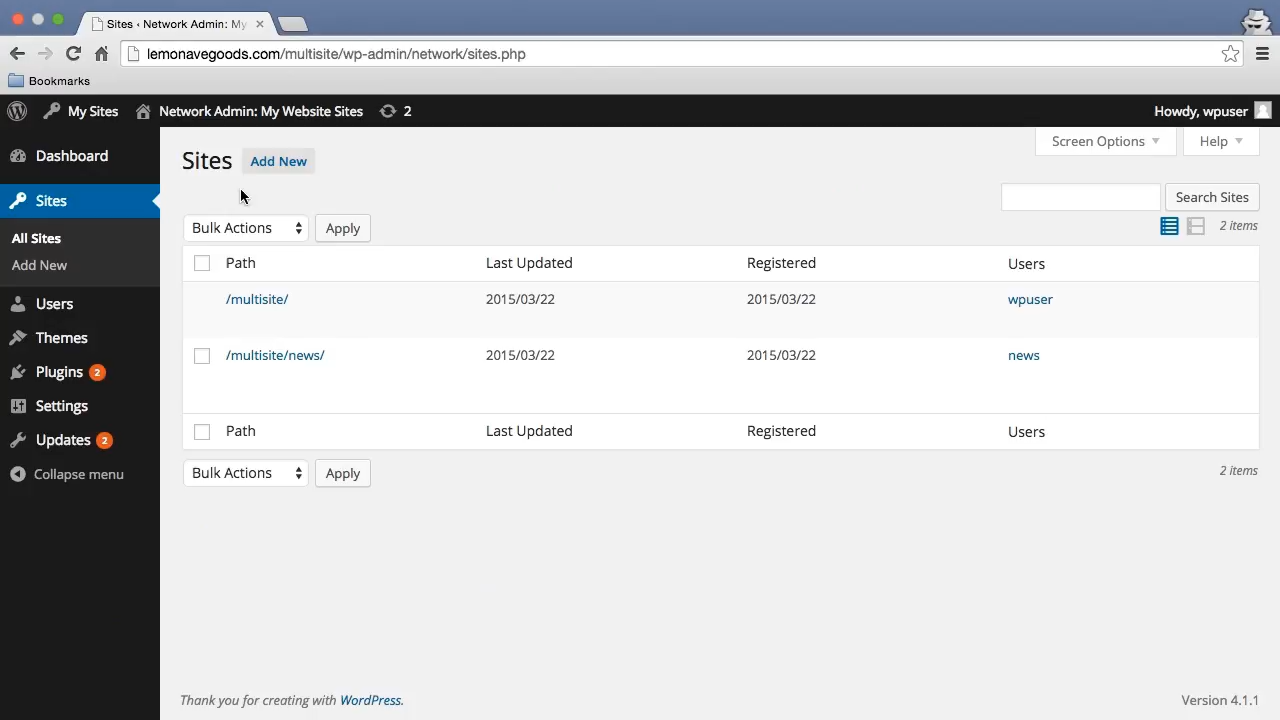 Sites ‹ Network Admin: My
lemonavegoods.com/multisite/wp-admin/network/sites.php
Bookmarks
My Sites Network Admin: My Website Sites 2 Howdy, wpuser
Screen Options Help
Dashboard
Sites
All Sites
Add New
Users
Themes
Plugins 2
Settings
Updates 2
Collapse menu
Sites Add New
Search Sites
Bulk Actions Apply 2 items
Path Last Updated Registered Users
/multisite/ 2015/03/22 2015/03/22 wpuser
/multisite/news/ 2015/03/22 2015/03/22 news
Path Last Updated Registered Users
Bulk Actions Apply 2 items
Thank you for creating with WordPress. Version 4.1.1